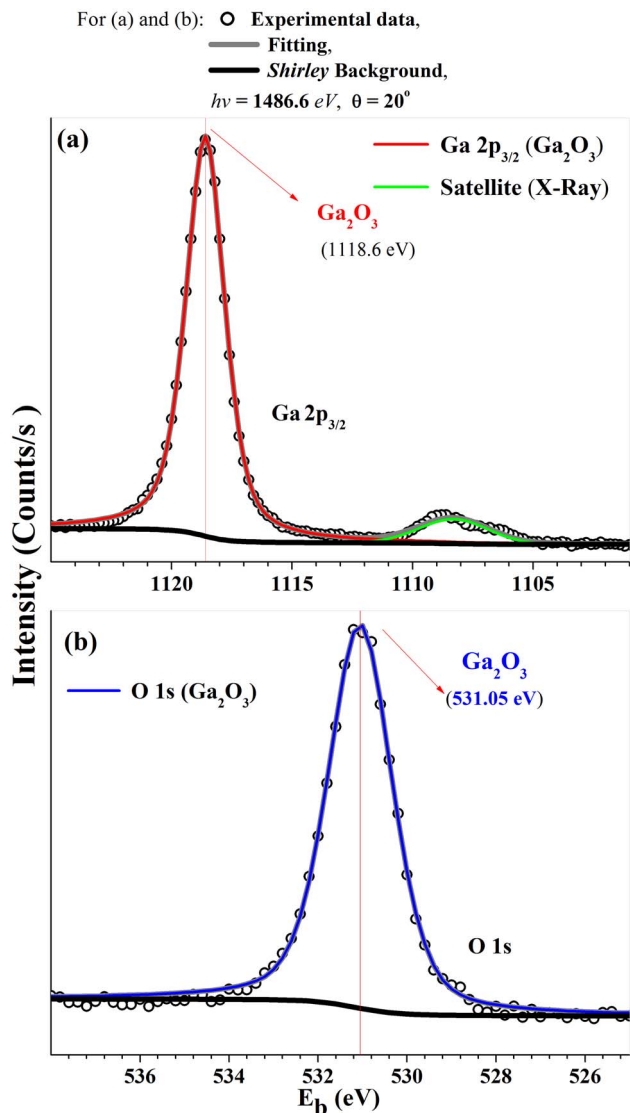 For (a) and (b): Experimental data,
Fitting,
Shirley Background,
hν = 1486.6 eV, θ = 20°
(a)
Ga 2p3/2 (Ga2O3)
Satellite (X-Ray)
Ga2O3
(1118.6 eV)
Ga 2p3/2
1120 1115 1110 1105
Intensity (Counts/s)
(b)
O 1s (Ga2O3)
Ga2O3
(531.05 eV)
O 1s
536 534 532 530 528 526
Eb (eV)